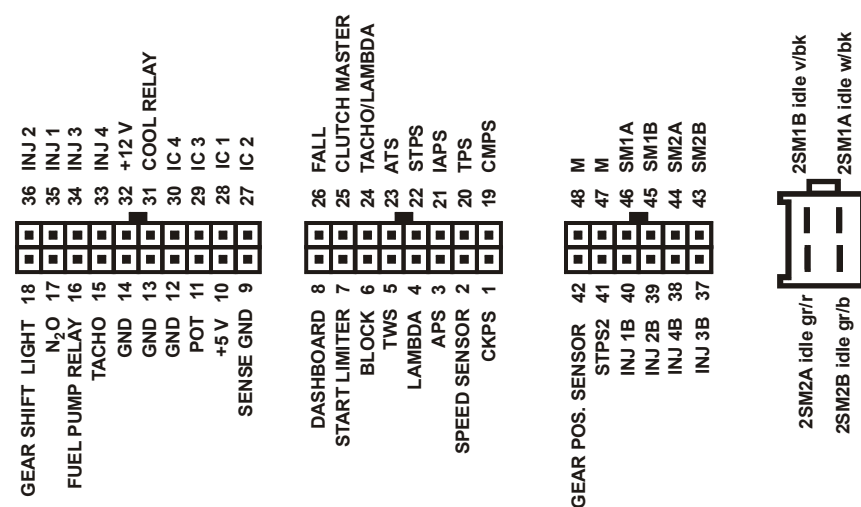 36 INJ 2
35 INJ 1
34 INJ 3
33 INJ 4
32 +12 V
31 COOL RELAY
30 IC 4
29 IC 3
28 IC 1
27 IC 2
GEAR SHIFT LIGHT 18
N₂O 17
FUEL PUMP RELAY 16
TACHO 15
GND 14
GND 13
GND 12
POT 11
+5 V 10
SENSE GND 9
26 FALL
25 CLUTCH MASTER
24 TACHO/LAMBDA
23 ATS
22 STPS
21 IAPS
20 TPS
19 CMPS
DASHBOARD 8
START LIMITER 7
BLOCK 6
TWS 5
LAMBDA 4
APS 3
SPEED SENSOR 2
CKPS 1
48 M
47 M
46 SM1A
45 SM1B
44 SM2A
43 SM2B
GEAR POS. SENSOR 42
STPS2 41
INJ 1B 40
INJ 2B 39
INJ 4B 38
INJ 3B 37
2SM1B idle v/bk
2SM1A idle w/bk
2SM2A idle gr/r
2SM2B idle gr/b